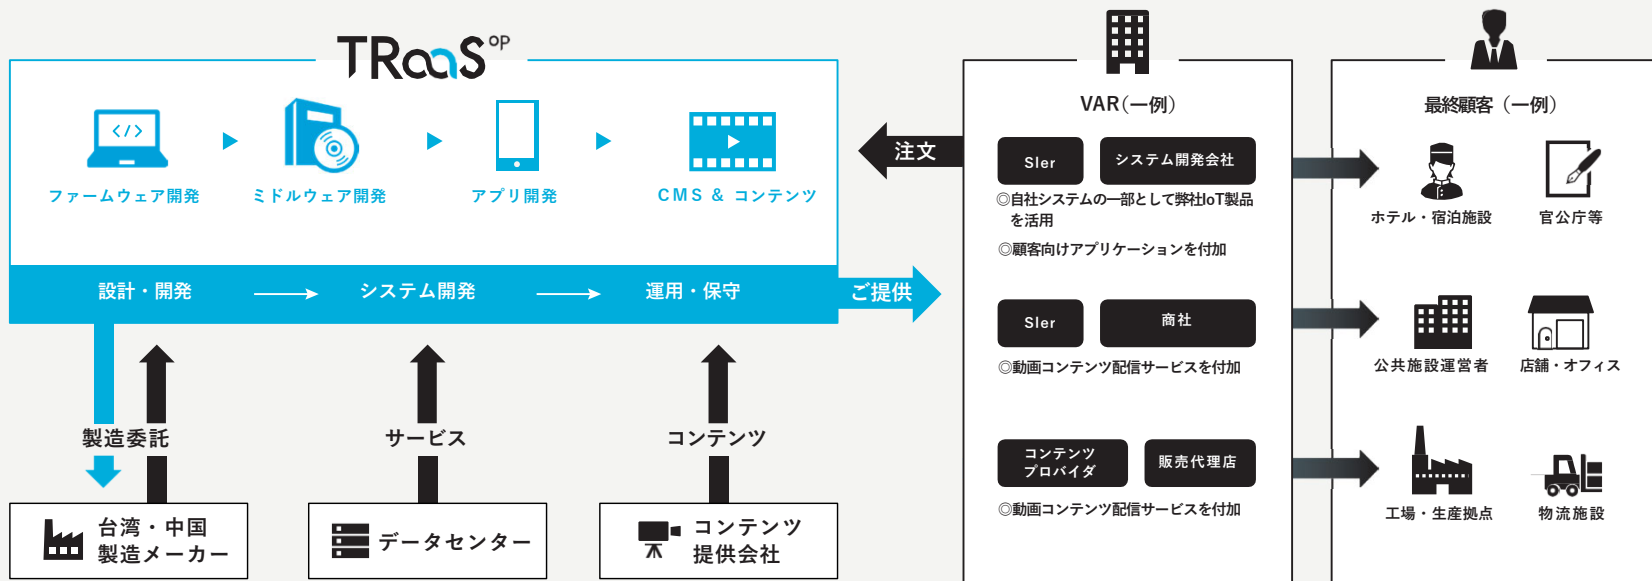 TRaaS OP
</>
ファームウェア開発
ミドルウェア開発
アプリ開発
CMS & コンテンツ
設計・開発
システム開発
運用・保守
ご提供
注文
製造委託
サービス
コンテンツ
台湾・中国
製造メーカー
データセンター
コンテンツ
提供会社
VAR(一例)
SIer
システム開発会社
◎自社システムの一部として弊社IoT製品
を活用
◎顧客向けアプリケーションを付加
SIer
商社
◎動画コンテンツ配信サービスを付加
コンテンツ
プロバイダ
販売代理店
◎動画コンテンツ配信サービスを付加
最終顧客(一例)
ホテル・宿泊施設
官公庁等
公共施設運営者
店舗・オフィス
工場・生産拠点
物流施設